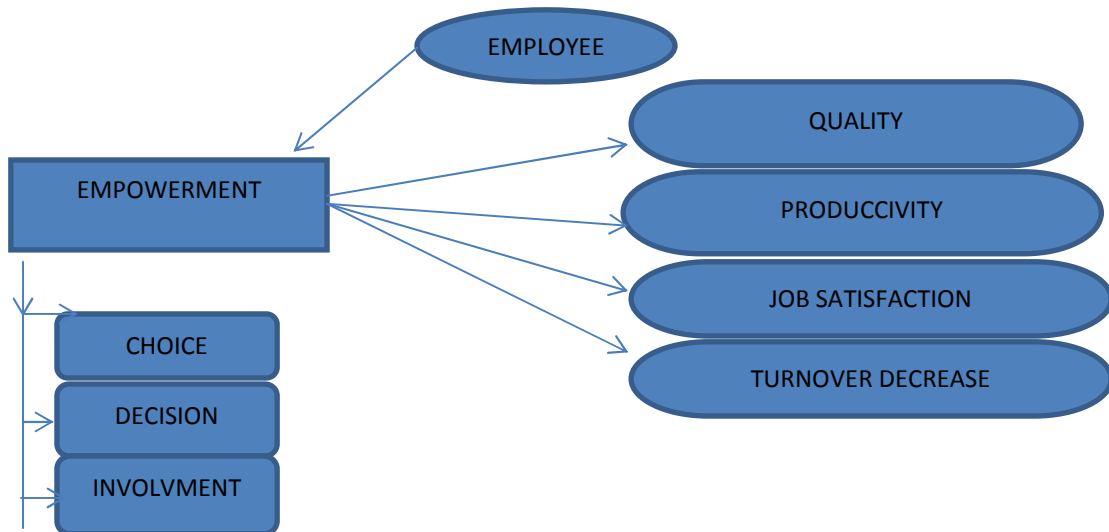 EMPLOYEE
QUALITY
EMPOWERMENT
PRODUCCIVITY
JOB SATISFACTION
CHOICE
TURNOVER DECREASE
DECISION
INVOLVMENT